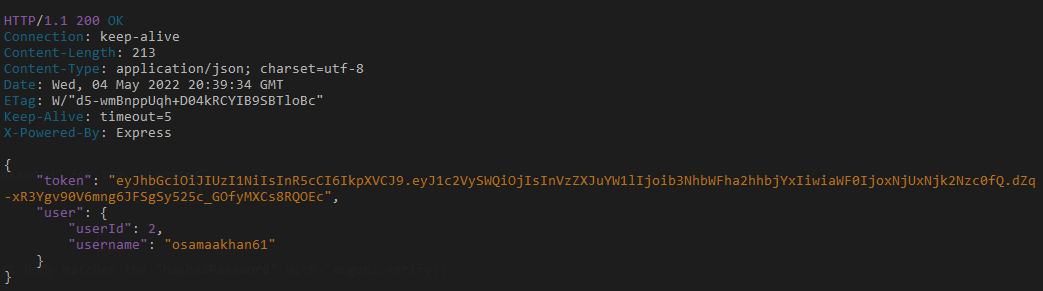 HTTP/1.1 200 OK
Connection: keep-alive
Content-Length: 213
Content-Type: application/json; charset=utf-8
Date: Wed, 04 May 2022 20:39:34 GMT
ETag: W/"d5-wmBnppUqh+D04kRCYIB9SBTloBc"
Keep-Alive: timeout=5
X-Powered-By: Express
{
"token": "eyJhbGciOiJIUzI1NiIsInR5cCI6IkpXVCJ9.eyJ1c2VySWQiOjIsInVzZXJuYW1lIjoib3NhbWFha2hhbjYxIiwiaWF0IjoxNjUxNjk2Nzc0fQ.dZq
-xR3Ygv90V6mng6JFSgSy525c_GOfyMXCs8RQOEc",
"user": {
"userId": 2,
"username": "osamaakhan61"
}
}